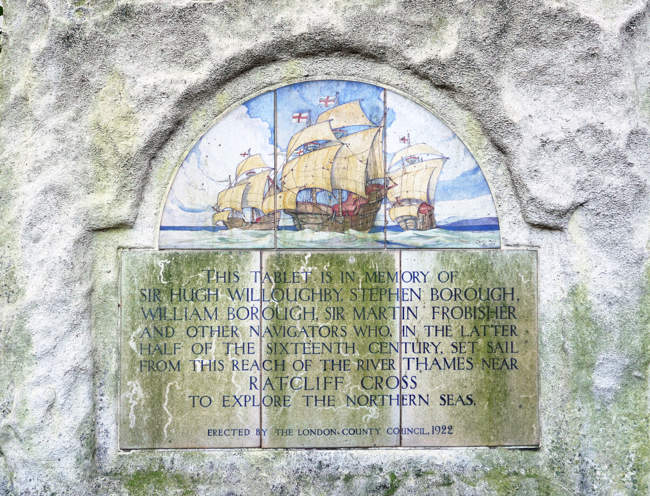 THIS TABLET IS IN MEMORY OF
SIR HUGH WILLOUGHBY, STEPHEN BOROUGH,
WILLIAM BOROUGH, SIR MARTIN FROBISHER
AND OTHER NAVIGATORS WHO, IN THE LATTER
HALF OF THE SIXTEENTH CENTURY, SET SAIL
FROM THIS REACH OF THE RIVER THAMES NEAR
RATCLIFF CROSS
TO EXPLORE THE NORTHERN SEAS.
ERECTED BY THE LONDON COUNTY COUNCIL, 1922